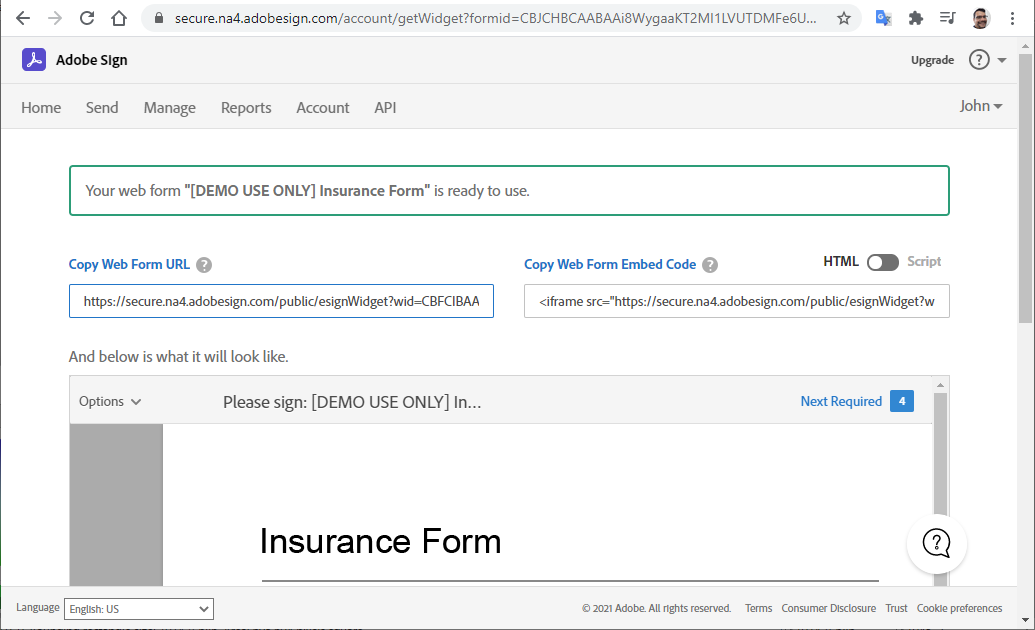 secure.na4.adobesign.com/account/getWidget?formid=CBJCHBCAABAAi8WygaaKT2MI1LVUTDMFe6U...
Adobe Sign
Upgrade ?
Home Send Manage Reports Account API
John
Your web form "[DEMO USE ONLY] Insurance Form" is ready to use.
Copy Web Form URL ?
Copy Web Form Embed Code ?
HTML Script
https://secure.na4.adobesign.com/public/esignWidget?wid=CBFCIBAA
<iframe src="https://secure.na4.adobesign.com/public/esignWidget?w
And below is what it will look like.
Options
Please sign: [DEMO USE ONLY] In...
Next Required 4
Insurance Form
?
Language English: US
© 2021 Adobe. All rights reserved. Terms Consumer Disclosure Trust Cookie preferences